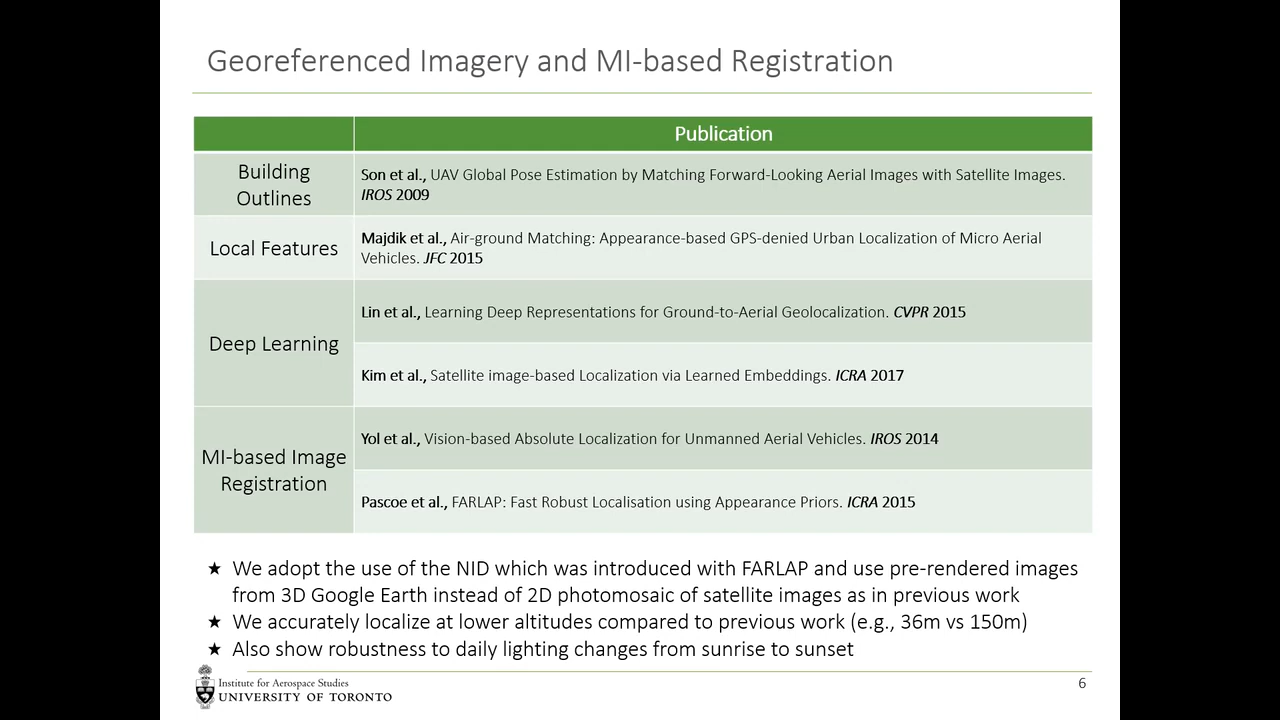 Georeferenced Imagery and MI-based Registration
Publication
Building
Outlines
Son et al., UAV Global Pose Estimation by Matching Forward-Looking Aerial Images with Satellite Images.
IROS 2009
Local Features
Majdik et al., Air-ground Matching: Appearance-based GPS-denied Urban Localization of Micro Aerial
Vehicles. JFC 2015
Deep Learning
Lin et al., Learning Deep Representations for Ground-to-Aerial Geolocalization. CVPR 2015
Kim et al., Satellite image-based Localization via Learned Embeddings. ICRA 2017
MI-based Image
Registration
Yol et al., Vision-based Absolute Localization for Unmanned Aerial Vehicles. IROS 2014
Pascoe et al., FARLAP: Fast Robust Localisation using Appearance Priors. ICRA 2015
★ We adopt the use of the NID which was introduced with FARLAP and use pre-rendered images
from 3D Google Earth instead of 2D photomosaic of satellite images as in previous work
★ We accurately localize at lower altitudes compared to previous work (e.g., 36m vs 150m)
★ Also show robustness to daily lighting changes from sunrise to sunset
Institute for Aerospace Studies
UNIVERSITY OF TORONTO
6